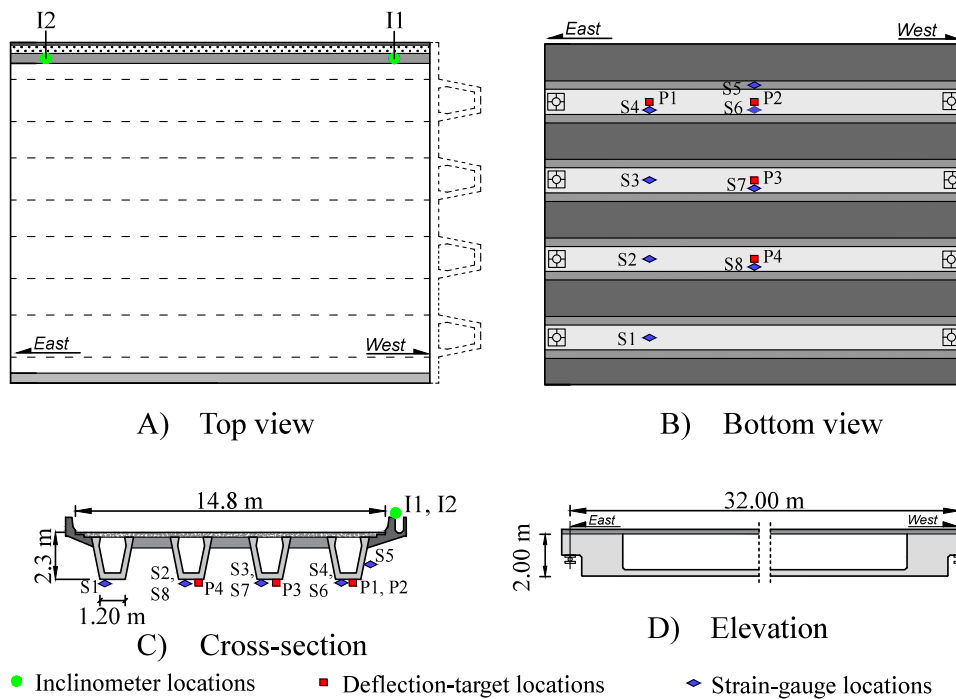 I2
I1
East
West
A) Top view
East
West
S5
P1
P2
S4
S6
S3
P3
S7
S2
P4
S8
S1
B) Bottom view
14.8 m
I1, I2
2.3 m
S1
S2,
S8
P4
S3,
S7
P3
S4,
S6
P1, P2
S5
1.20 m
C) Cross-section
32.00 m
East
West
2.00 m
D) Elevation
Inclinometer locations
Deflection-target locations
Strain-gauge locations